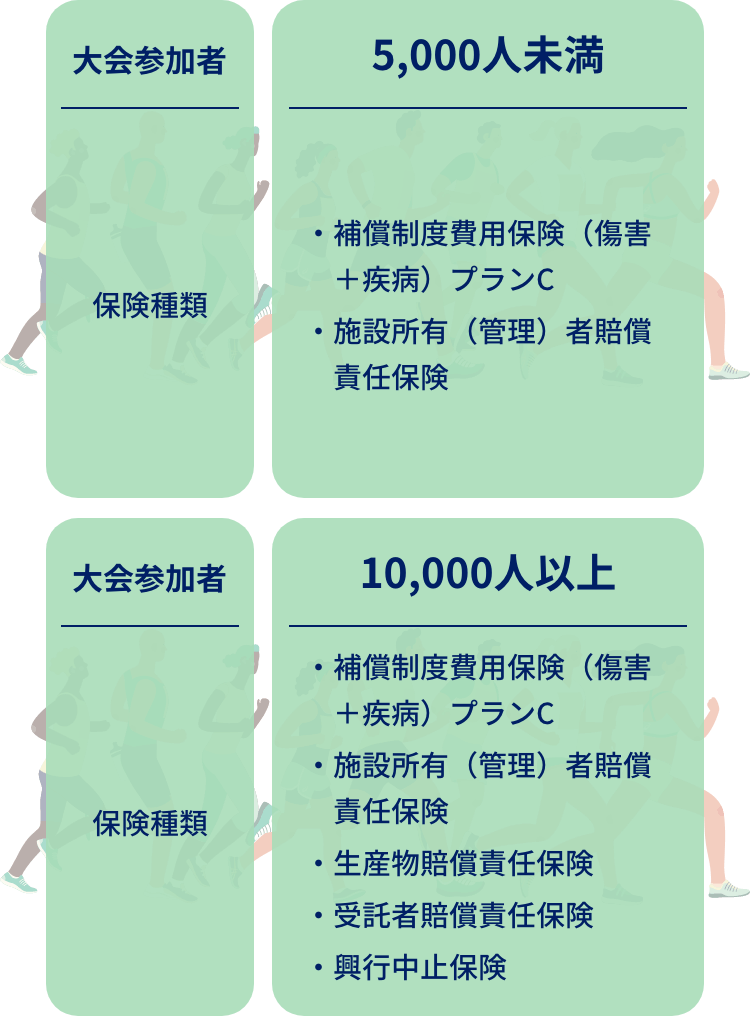 大会参加者
5,000人未満
保険種類
・補償制度費用保険（傷害
＋疾病）プランC
・施設所有（管理）者賠償
責任保険
大会参加者
10,000人以上
保険種類
・補償制度費用保険（傷害
＋疾病）プランC
・施設所有（管理）者賠償
責任保険
・生産物賠償責任保険
・受託者賠償責任保険
・興行中止保険